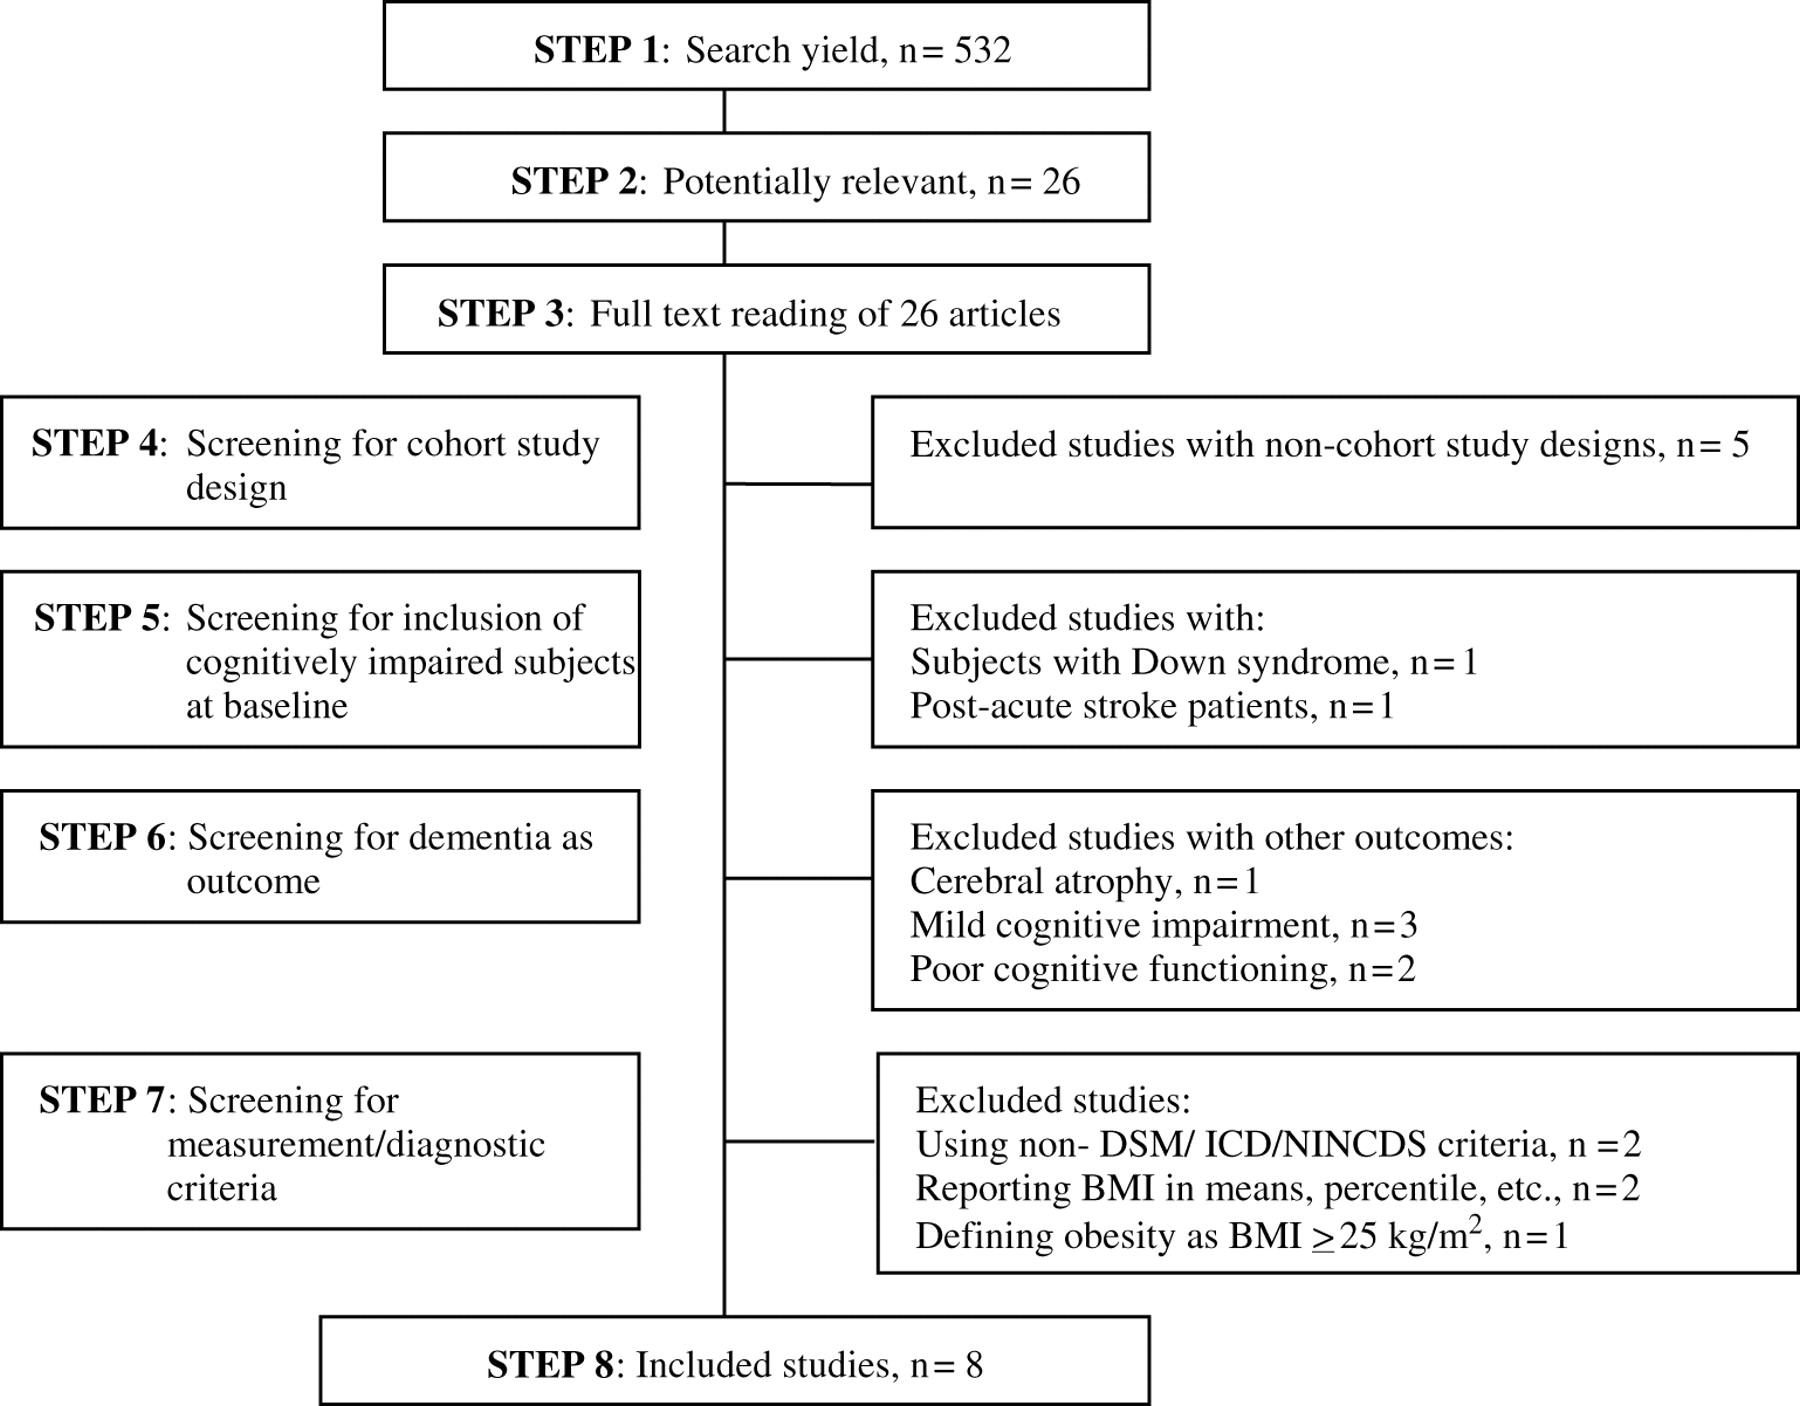 STEP 1: Search yield, n = 532
STEP 2: Potentially relevant, n = 26
STEP 3: Full text reading of 26 articles
STEP 4: Screening for cohort study
design
Excluded studies with non-cohort study designs, n = 5
STEP 5: Screening for inclusion of
cognitively impaired subjects
at baseline
Excluded studies with:
Subjects with Down syndrome, n = 1
Post-acute stroke patients, n = 1
STEP 6: Screening for dementia as
outcome
Excluded studies with other outcomes:
Cerebral atrophy, n = 1
Mild cognitive impairment, n = 3
Poor cognitive functioning, n = 2
STEP 7: Screening for
measurement/diagnostic
criteria
Excluded studies:
Using non- DSM/ ICD/NINCDS criteria, n = 2
Reporting BMI in means, percentile, etc., n = 2
Defining obesity as BMI ≥ 25 kg/m², n = 1
STEP 8: Included studies, n = 8